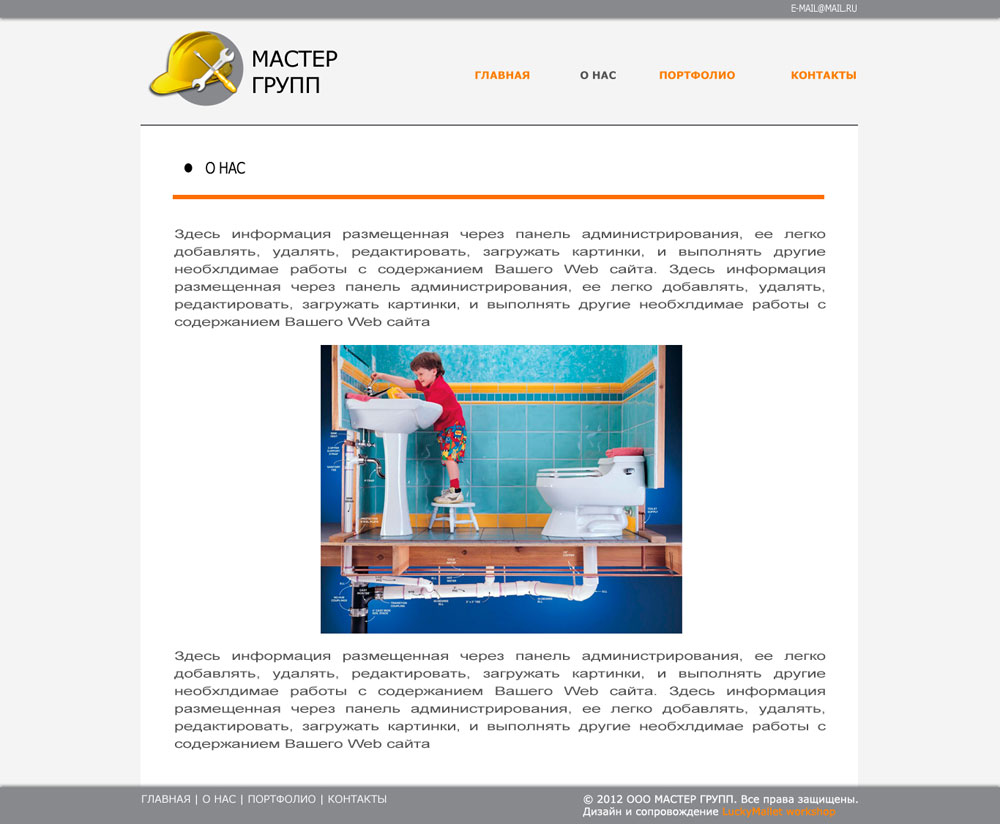 E-MAIL@MAIL.RU
МАСТЕР
ГРУПП
ГЛАВНАЯ О НАС ПОРТФОЛИО КОНТАКТЫ
● О НАС
Здесь информация размещенная через панель администрирования, ее легко
добавлять, удалять, редактировать, загружать картинки, и выполнять другие
необхлдимае работы с содержанием Вашего Web сайта. Здесь информация
размещенная через панель администрирования, ее легко добавлять, удалять,
редактировать, загружать картинки, и выполнять другие необхлдимае работы с
содержанием Вашего Web сайта
Здесь информация размещенная через панель администрирования, ее легко
добавлять, удалять, редактировать, загружать картинки, и выполнять другие
необхлдимае работы с содержанием Вашего Web сайта. Здесь информация
размещенная через панель администрирования, ее легко добавлять, удалять,
редактировать, загружать картинки, и выполнять другие необхлдимае работы с
содержанием Вашего Web сайта
ГЛАВНАЯ | О НАС | ПОРТФОЛИО | КОНТАКТЫ
© 2012 ООО МАСТЕР ГРУПП. Все права защищены.
Дизайн и сопровождение LuckyMallet workshop